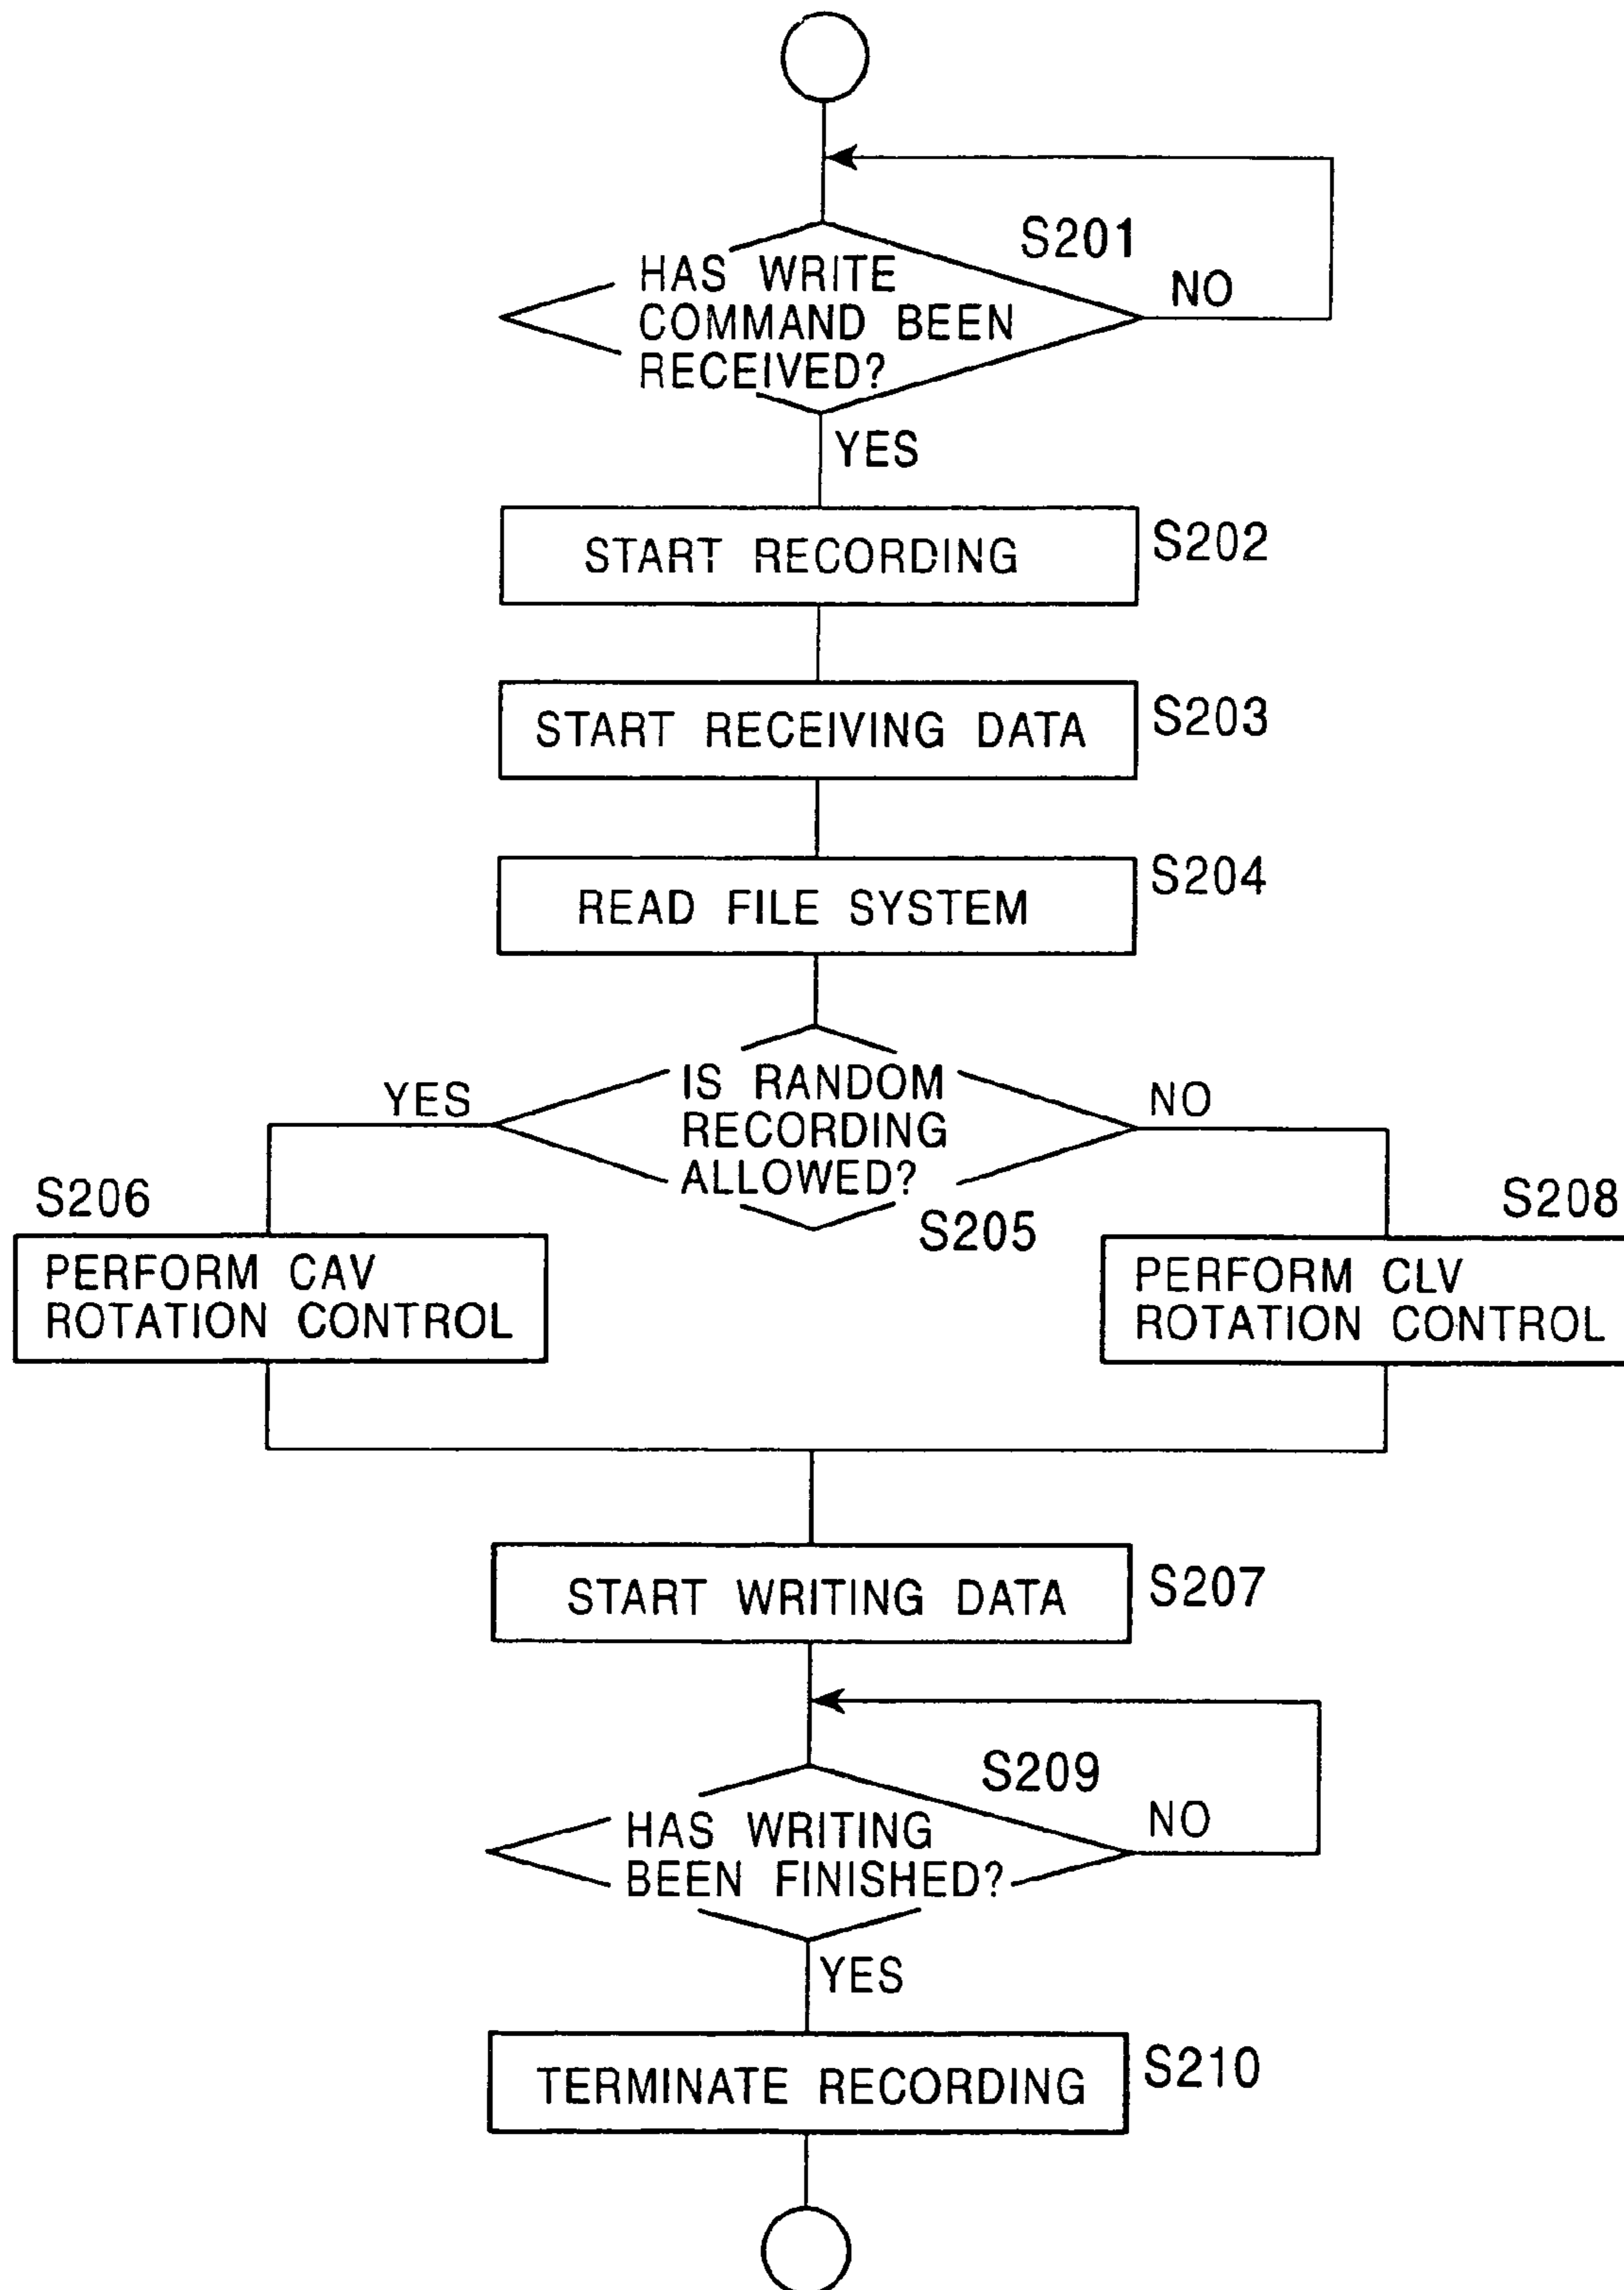 S201
HAS WRITE
COMMAND BEEN
RECEIVED?
NO
YES
START RECORDING
S202
START RECEIVING DATA
S203
READ FILE SYSTEM
S204
YES
IS RANDOM
RECORDING
ALLOWED?
NO
S205
S206
PERFORM CAV
ROTATION CONTROL
S208
PERFORM CLV
ROTATION CONTROL
START WRITING DATA
S207
S209
HAS WRITING
BEEN FINISHED?
NO
YES
TERMINATE RECORDING
S210